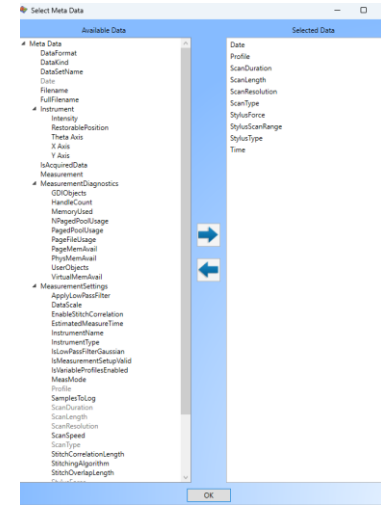 Select Meta Data
Available Data
Meta Data
DataFormat
DataKind
DataSetName
Date
Filename
FullFilename
Instrument
Intensity
RestorablePosition
Theta Axis
X Axis
Y Axis
IsAcquiredData
Measurement
MeasurementDiagnostics
GDIObjects
HandleCount
MemoryUsed
NPagedPoolUsage
PagedPoolUsage
PageFileUsage
PageMemAvail
PhysMemAvail
UserObjects
VirtualMemAvail
MeasurementSettings
ApplyLowPassFilter
DataScale
EnableStitchCorrelation
EstimatedMeasureTime
InstrumentName
InstrumentType
IsLowPassFilterGaussian
IsMeasurementSetupValid
IsVariableProfilesEnabled
MeasMode
Profile
SamplesToLog
ScanDuration
ScanLength
ScanResolution
ScanSpeed
ScanType
StitchCorrelationLength
StitchingAlgorithm
StitchOverlapLength
StylusForce
Selected Data
Date
Profile
ScanDuration
ScanLength
ScanResolution
ScanType
StylusForce
StylusScanRange
StylusType
Time
OK